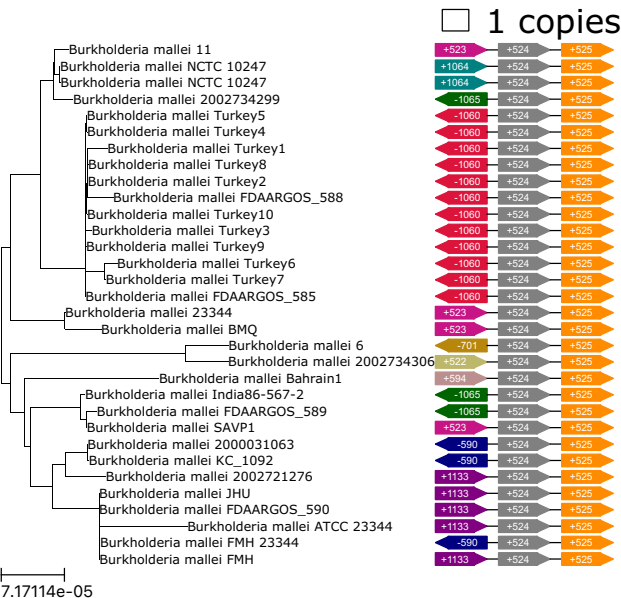 1 copies
Burkholderia mallei 11 +523 +524 +525
Burkholderia mallei NCTC 10247 +1064 +524 +525
Burkholderia mallei NCTC 10247 +1064 +524 +525
Burkholderia mallei 2002734299 -1065 +524 +525
Burkholderia mallei Turkey5 -1060 +524 +525
Burkholderia mallei Turkey4 -1060 +524 +525
Burkholderia mallei Turkey1 -1060 +524 +525
Burkholderia mallei Turkey8 -1060 +524 +525
Burkholderia mallei Turkey2 -1060 +524 +525
Burkholderia mallei FDAARGOS_588 -1060 +524 +525
Burkholderia mallei Turkey10 -1060 +524 +525
Burkholderia mallei Turkey3 -1060 +524 +525
Burkholderia mallei Turkey9 -1060 +524 +525
Burkholderia mallei Turkey6 -1060 +524 +525
Burkholderia mallei Turkey7 -1060 +524 +525
Burkholderia mallei FDAARGOS_585 -1060 +524 +525
Burkholderia mallei 23344 +523 +524 +525
Burkholderia mallei BMQ +523 +524 +525
Burkholderia mallei 6 -701 +524 +525
Burkholderia mallei 2002734306 +522 +524 +525
Burkholderia mallei Bahrain1 +594 +524 +525
Burkholderia mallei India86-567-2 -1065 +524 +525
Burkholderia mallei FDAARGOS_589 -1065 +524 +525
Burkholderia mallei SAVP1 +523 +524 +525
Burkholderia mallei 2000031063 -590 +524 +525
Burkholderia mallei KC_1092 -590 +524 +525
Burkholderia mallei 2002721276 +1133 +524 +525
Burkholderia mallei JHU +1133 +524 +525
Burkholderia mallei FDAARGOS_590 +1133 +524 +525
Burkholderia mallei ATCC 23344 +1133 +524 +525
Burkholderia mallei FMH 23344 -590 +524 +525
Burkholderia mallei FMH +1133 +524 +525
7.17114e-05